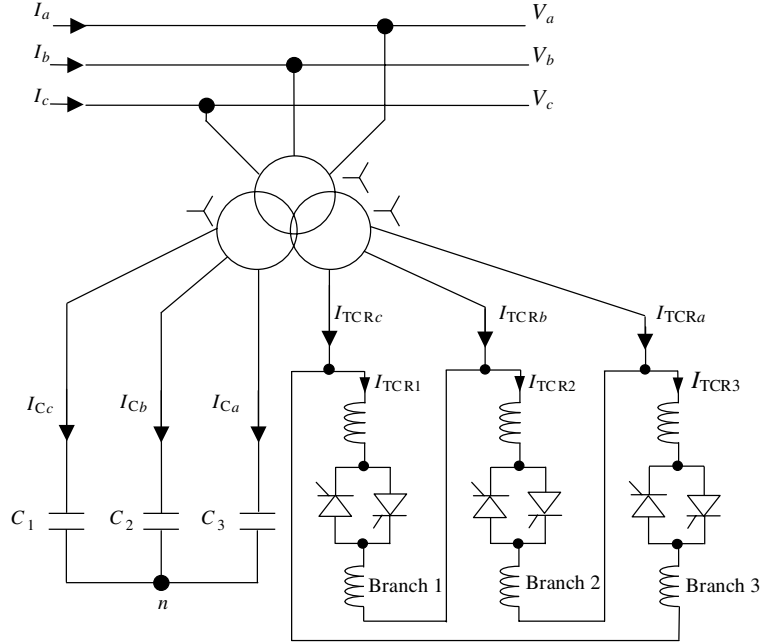 I_a V_a
I_b V_b
I_c V_c
I_TCRc I_TCRb I_TCRa
I_TCR1 I_TCR2 I_TCR3
I_Cc I_Cb I_Ca
C_1 C_2 C_3
Branch 1 Branch 2 Branch 3
n